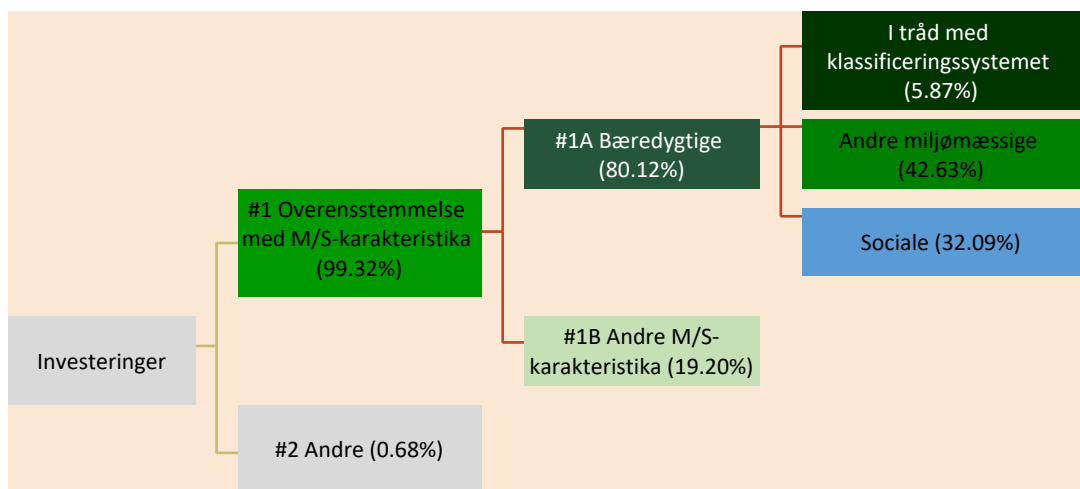 I tråd med
klassificeringssystemet
(5.87%)
#1A Bæredygtige
(80.12%)
Andre miljømæssige
(42.63%)
#1 Overensstemmelse
med M/S-karakteristika
(99.32%)
Sociale (32.09%)
#1B Andre M/S-
karakteristika (19.20%)
Investeringer
#2 Andre (0.68%)